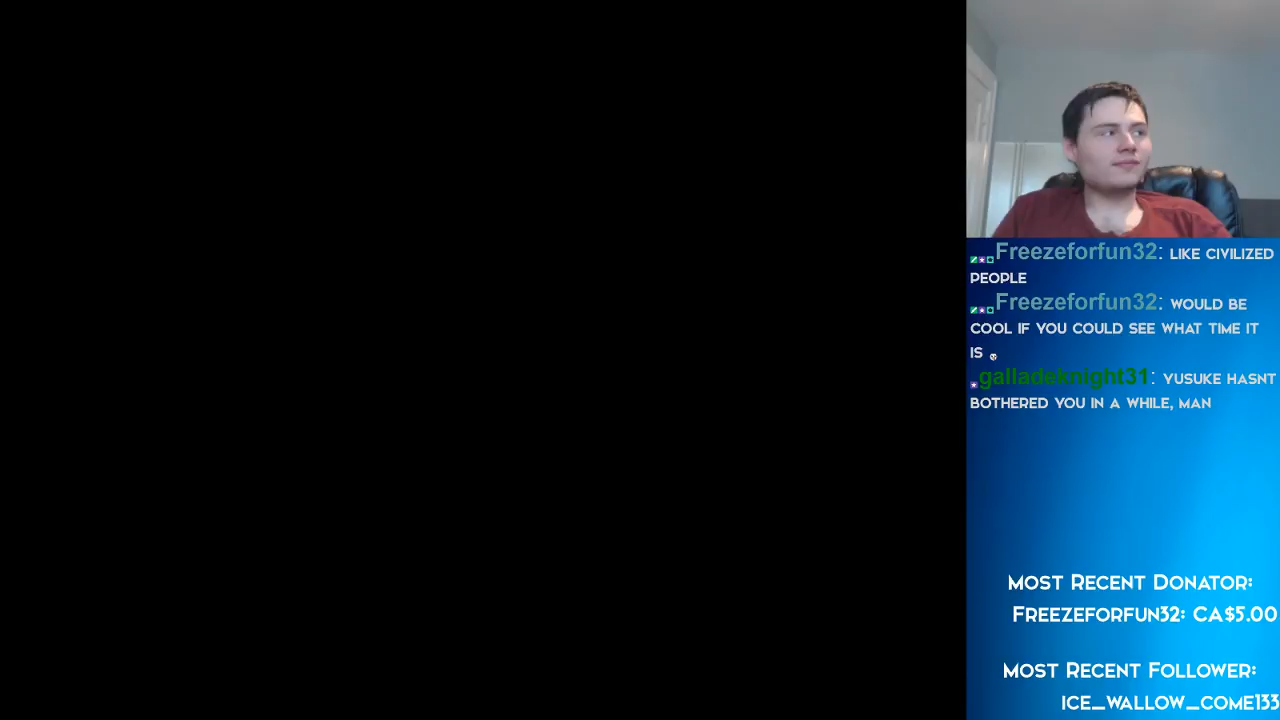 Freezeforfun32: LIKE CIVILIZED
PEOPLE
Freezeforfun32: WOULD BE
COOL IF YOU COULD SEE WHAT TIME IT
IS
galladeknight31: YUSUKE HASNT
BOTHERED YOU IN A WHILE, MAN
MOST RECENT DONATOR:
FREEZEFORFUN32: CA$5.00
MOST RECENT FOLLOWER:
ICE_WALLOW_COME133